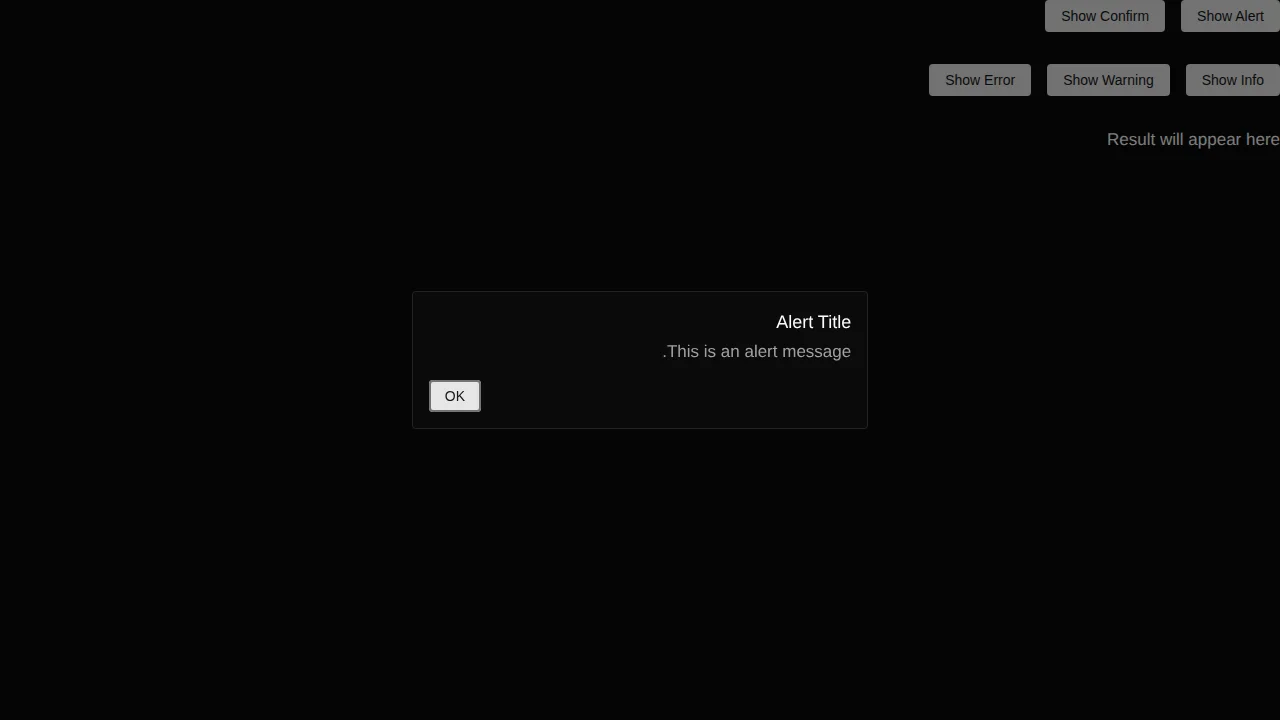 Show Alert
Show Confirm
Show Info
Show Warning
Show Error
Result will appear here
Alert Title
.This is an alert message
OK